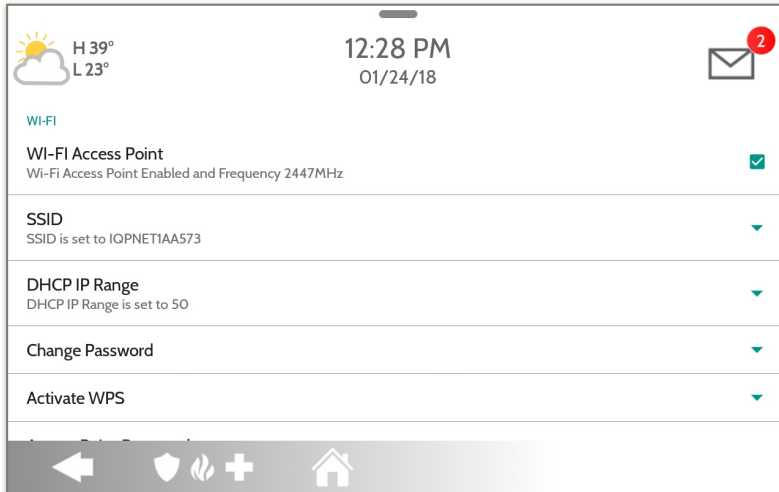 H 39°
L 23°
12:28 PM
01/24/18
2
WI-FI
WI-FI Access Point
Wi-Fi Access Point Enabled and Frequency 2447MHz
SSID
SSID is set to IQPNET1AA573
DHCP IP Range
DHCP IP Range is set to 50
Change Password
Activate WPS